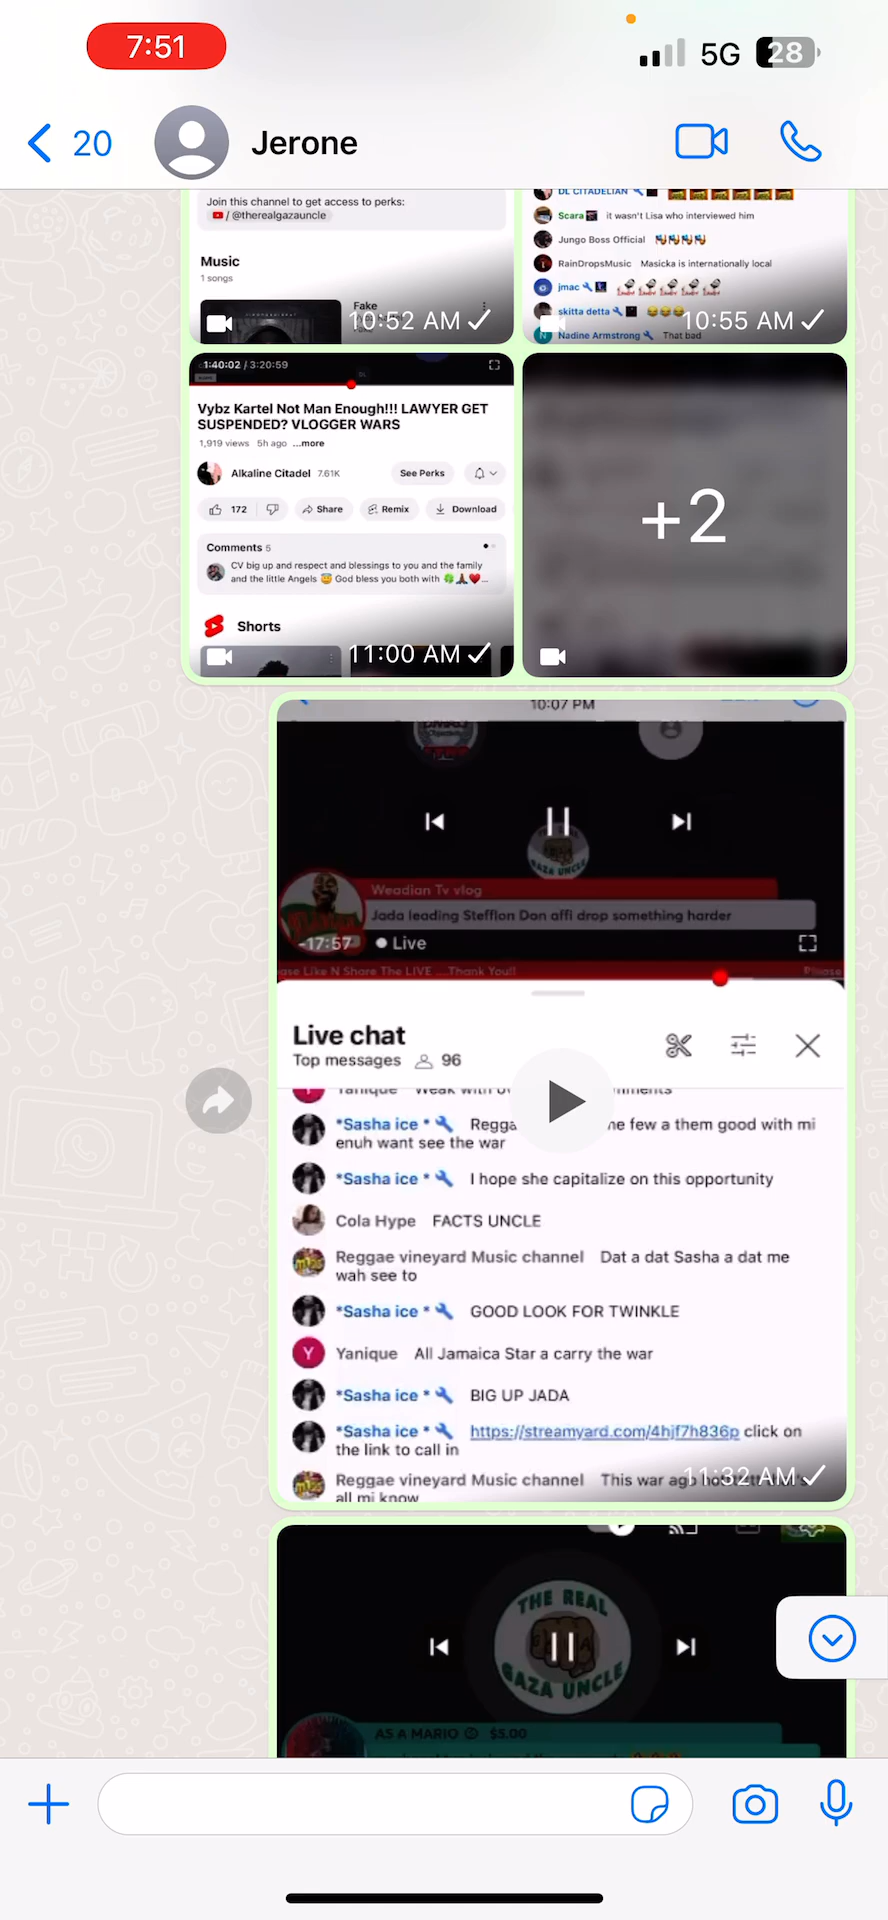 7:51
5G
28
20
Jerone
Join this channel to get access to perks:
/ @therealgazauncle
Music
1 songs
Fake
10:52 AM
DL CITADELIAN
Scara it wasn't Lisa who interviewed him
Jungo Boss Official
RainDropsMusic Masicka is internationally local
jmac
skitta detta
10:55 AM
Nadine Armstrong That bad
1:40:02 / 3:20:59
Vybz Kartel Not Man Enough!!! LAWYER GET
SUSPENDED? VLOGGER WARS
1,919 views 5h ago ...more
Alkaline Citadel 7.61K
See Perks
172
Share
Remix
Download
Comments 5
CV big up and respect and blessings to you and the family
and the little Angels 😇 God bless you both with 🍀🙏🏾❤️...
Shorts
11:00 AM
+2
10:07 PM
GAZA UNCLE
Weadian Tv vlog
Jada leading Stefflon Don affi drop something harder
-17:57 Live
ase Like N Share The LIVE ...Thank You!!
Please
Live chat
Top messages 96
Yanique Weak with
*Sasha ice * Regga few a them good with mi
enuh want see the war
*Sasha ice * I hope she capitalize on this opportunity
Cola Hype FACTS UNCLE
Reggae vineyard Music channel Dat a dat Sasha a dat me
wah see to
*Sasha ice * GOOD LOOK FOR TWINKLE
Y
Yanique All Jamaica Star a carry the war
*Sasha ice * BIG UP JADA
*Sasha ice * https://streamyard.com/4hjf7h836p click on
the link to call in
Reggae vineyard Music channel This war ago
11:32 AM
all mi know
THE REAL
GAZA UNCLE
AS A MARIO $5.00